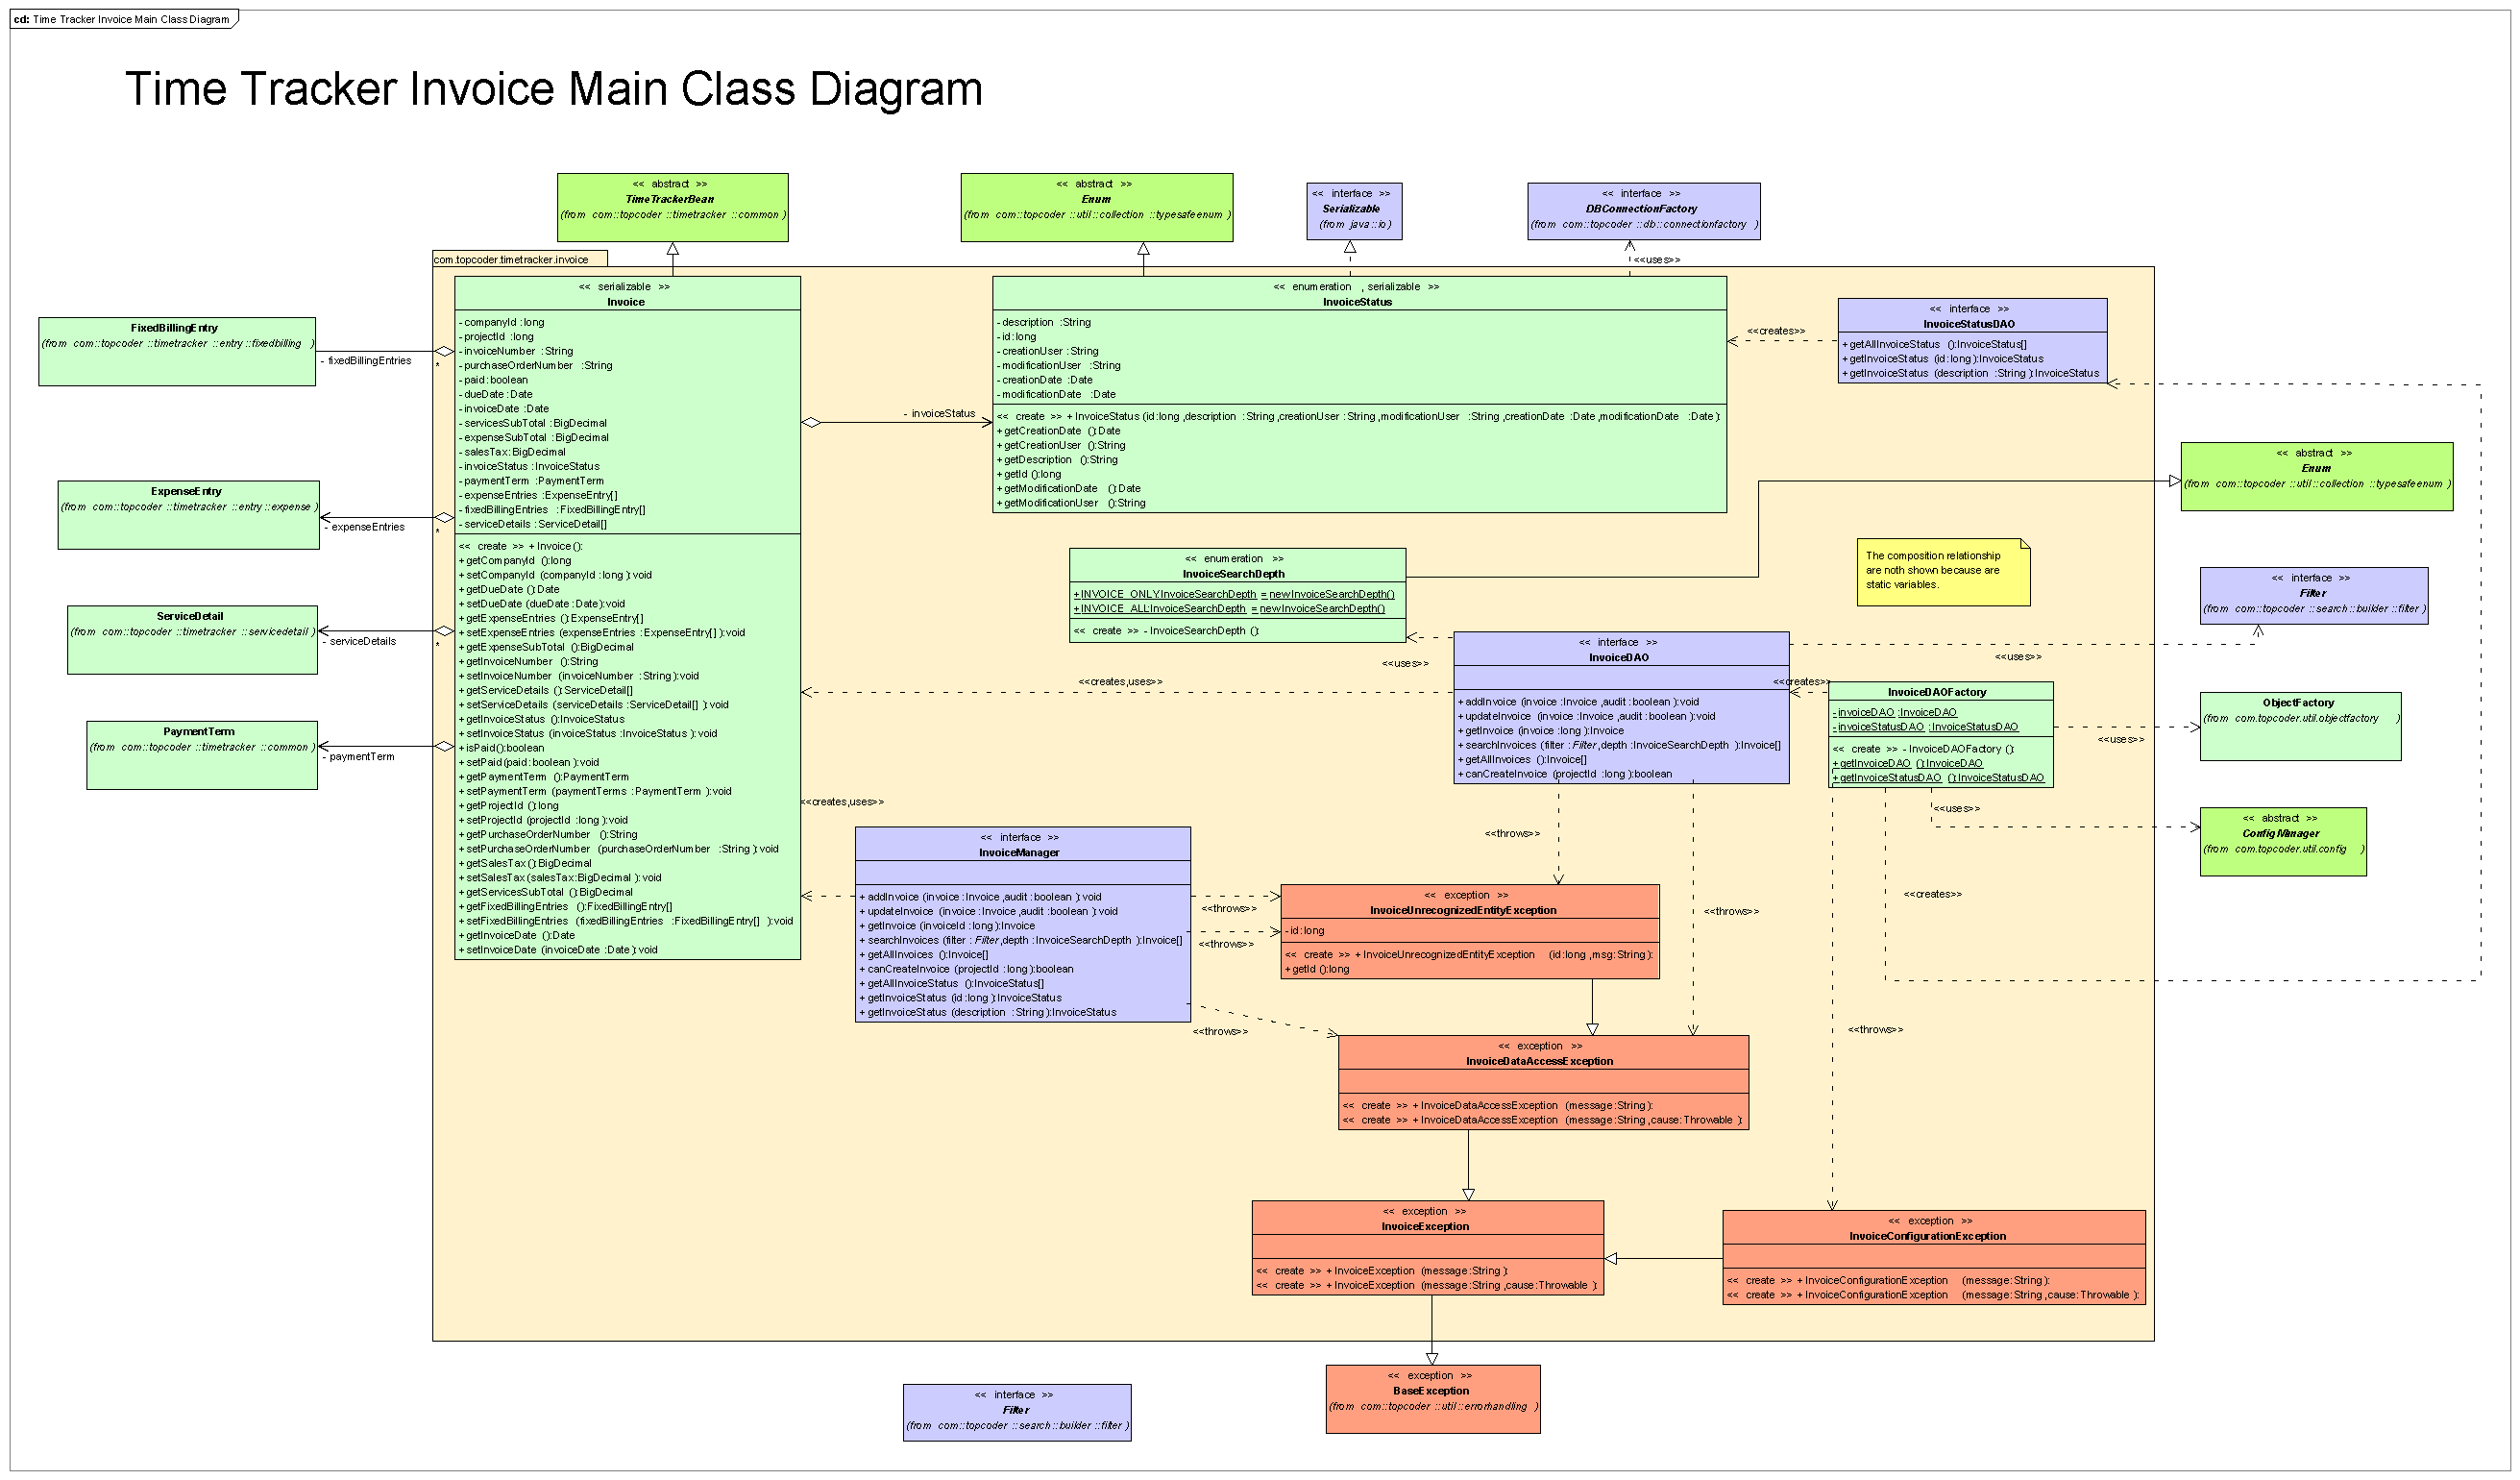 cd: Time Tracker Invoice Main Class Diagram
Time Tracker Invoice Main Class Diagram
<< abstract >>
TimeTrackerBean
(from com::topcoder ::timetracker ::common )
<< abstract >>
Enum
(from com::topcoder ::util::collection ::typesafeenum )
<< interface >>
Serializable
(from java::io)
<< interface >>
DBConnectionFactory
(from com::topcoder ::db::connectionfactory )
<<uses>>
com.topcoder.timetracker.invoice
<< serializable >>
Invoice
- companyId : long
- projectId : long
- invoiceNumber : String
- purchaseOrderNumber : String
- paid : boolean
- dueDate : Date
- invoiceDate : Date
- servicesSubTotal : BigDecimal
- expenseSubTotal : BigDecimal
- salesTax: BigDecimal
- invoiceStatus : InvoiceStatus
- paymentTerm : PaymentTerm
- expenseEntries : ExpenseEntry[]
- fixedBillingEntries : FixedBillingEntry[]
- serviceDetails : ServiceDetail[]
<< create >> + Invoice ():
+ getCompanyId ():long
+ setCompanyId (companyId : long ): void
+ getDueDate (): Date
+ setDueDate (dueDate : Date): void
+ getExpenseEntries (): ExpenseEntry[]
+ setExpenseEntries (expenseEntries : ExpenseEntry[] ): void
+ getExpenseSubTotal (): BigDecimal
+ getInvoiceNumber (): String
+ setInvoiceNumber (invoiceNumber : String ): void
+ getServiceDetails (): ServiceDetail[]
+ setServiceDetails (serviceDetails : ServiceDetail[] ): void
+ getInvoiceStatus (): InvoiceStatus
+ setInvoiceStatus (invoiceStatus : InvoiceStatus ): void
+ isPaid(): boolean
+ setPaid(paid : boolean ): void
+ getPaymentTerm (): PaymentTerm
+ setPaymentTerm (paymentTerms : PaymentTerm ): void
+ getProjectId (): long
+ setProjectId (projectId : long ): void
+ getPurchaseOrderNumber (): String
+ setPurchaseOrderNumber (purchaseOrderNumber : String ): void
+ getSalesTax (): BigDecimal
+ setSalesTax (salesTax: BigDecimal ): void
+ getServicesSubTotal (): BigDecimal
+ getFixedBillingEntries (): FixedBillingEntry[]
+ setFixedBillingEntries (fixedBillingEntries : FixedBillingEntry[] ): void
+ getInvoiceDate (): Date
+ setInvoiceDate (invoiceDate : Date ): void
FixedBillingEntry
(from com::topcoder ::timetracker ::entry ::fixedbilling )
- fixedBillingEntries
*
ExpenseEntry
(from com::topcoder ::timetracker ::entry ::expense )
- expenseEntries
*
ServiceDetail
(from com::topcoder ::timetracker ::servicedetail )
- serviceDetails
*
PaymentTerm
(from com::topcoder ::timetracker ::common )
- paymentTerm
- invoiceStatus
<< enumeration , serializable >>
InvoiceStatus
- description : String
- id : long
- creationUser : String
- modificationUser : String
- creationDate : Date
- modificationDate : Date
<< create >> + InvoiceStatus (id : long , description : String , creationUser : String , modificationUser : String , creationDate : Date , modificationDate : Date ):
+ getCreationDate (): Date
+ getCreationUser (): String
+ getDescription (): String
+ getId (): long
+ getModificationDate (): Date
+ getModificationUser (): String
<<creates>>
<< interface >>
InvoiceStatusDAO
+ getAllInvoiceStatus (): InvoiceStatus[]
+ getInvoiceStatus (id : long ): InvoiceStatus
+ getInvoiceStatus (description : String ): InvoiceStatus
<< abstract >>
Enum
(from com::topcoder ::util::collection ::typesafeenum )
<< enumeration >>
InvoiceSearchDepth
+ INVOICE_ONLY:InvoiceSearchDepth = new InvoiceSearchDepth()
+ INVOICE_ALL:InvoiceSearchDepth = new InvoiceSearchDepth()
<< create >> - InvoiceSearchDepth ():
The composition relationship
are noth shown because are
static variables.
<< interface >>
Filter
(from com::topcoder ::search ::builder ::filter )
<<uses>>
<<uses>>
<<creates,uses>>
<< interface >>
InvoiceDAO
+ addInvoice (invoice : Invoice , audit : boolean ): void
+ updateInvoice (invoice : Invoice , audit : boolean ): void
+ getInvoice (invoice : long ): Invoice
+ searchInvoices (filter : Filter , depth : InvoiceSearchDepth ): Invoice[]
+ getAllInvoices (): Invoice[]
+ canCreateInvoice (projectId : long ): boolean
<<creates>>
InvoiceDAOFactory
- invoiceDAO : InvoiceDAO
- invoiceStatusDAO : InvoiceStatusDAO
<< create >> - InvoiceDAOFactory ():
+ getInvoiceDAO (): InvoiceDAO
+ getInvoiceStatusDAO (): InvoiceStatusDAO
<<uses>>
ObjectFactory
(from com.topcoder.util.objectfactory )
<<uses>>
<< abstract >>
ConfigManager
(from com.topcoder.util.config )
<<creates>>
<<throws>>
<<creates,uses>>
<< interface >>
InvoiceManager
+ addInvoice (invoice : Invoice , audit : boolean ): void
+ updateInvoice (invoice : Invoice , audit : boolean ): void
+ getInvoice (invoiceId : long ): Invoice
+ searchInvoices (filter : Filter , depth : InvoiceSearchDepth ): Invoice[]
+ getAllInvoices (): Invoice[]
+ canCreateInvoice (projectId : long ): boolean
+ getAllInvoiceStatus (): InvoiceStatus[]
+ getInvoiceStatus (id : long ): InvoiceStatus
+ getInvoiceStatus (description : String ): InvoiceStatus
<<throws>>
<<throws>>
<<throws>>
<<throws>>
<<throws>>
<< exception >>
InvoiceUnrecognizedEntityException
- id : long
<< create >> + InvoiceUnrecognizedEntityException (id : long , msg : String ):
+ getId (): long
<< exception >>
InvoiceDataAccessException
<< create >> + InvoiceDataAccessException (message : String ):
<< create >> + InvoiceDataAccessException (message : String , cause : Throwable ):
<< exception >>
InvoiceException
<< create >> + InvoiceException (message : String ):
<< create >> + InvoiceException (message : String , cause : Throwable ):
<< exception >>
InvoiceConfigurationException
<< create >> + InvoiceConfigurationException (message : String ):
<< create >> + InvoiceConfigurationException (message : String , cause : Throwable ):
<< exception >>
BaseException
(from com::topcoder ::util::errorhandling )
<< interface >>
Filter
(from com::topcoder ::search ::builder ::filter )